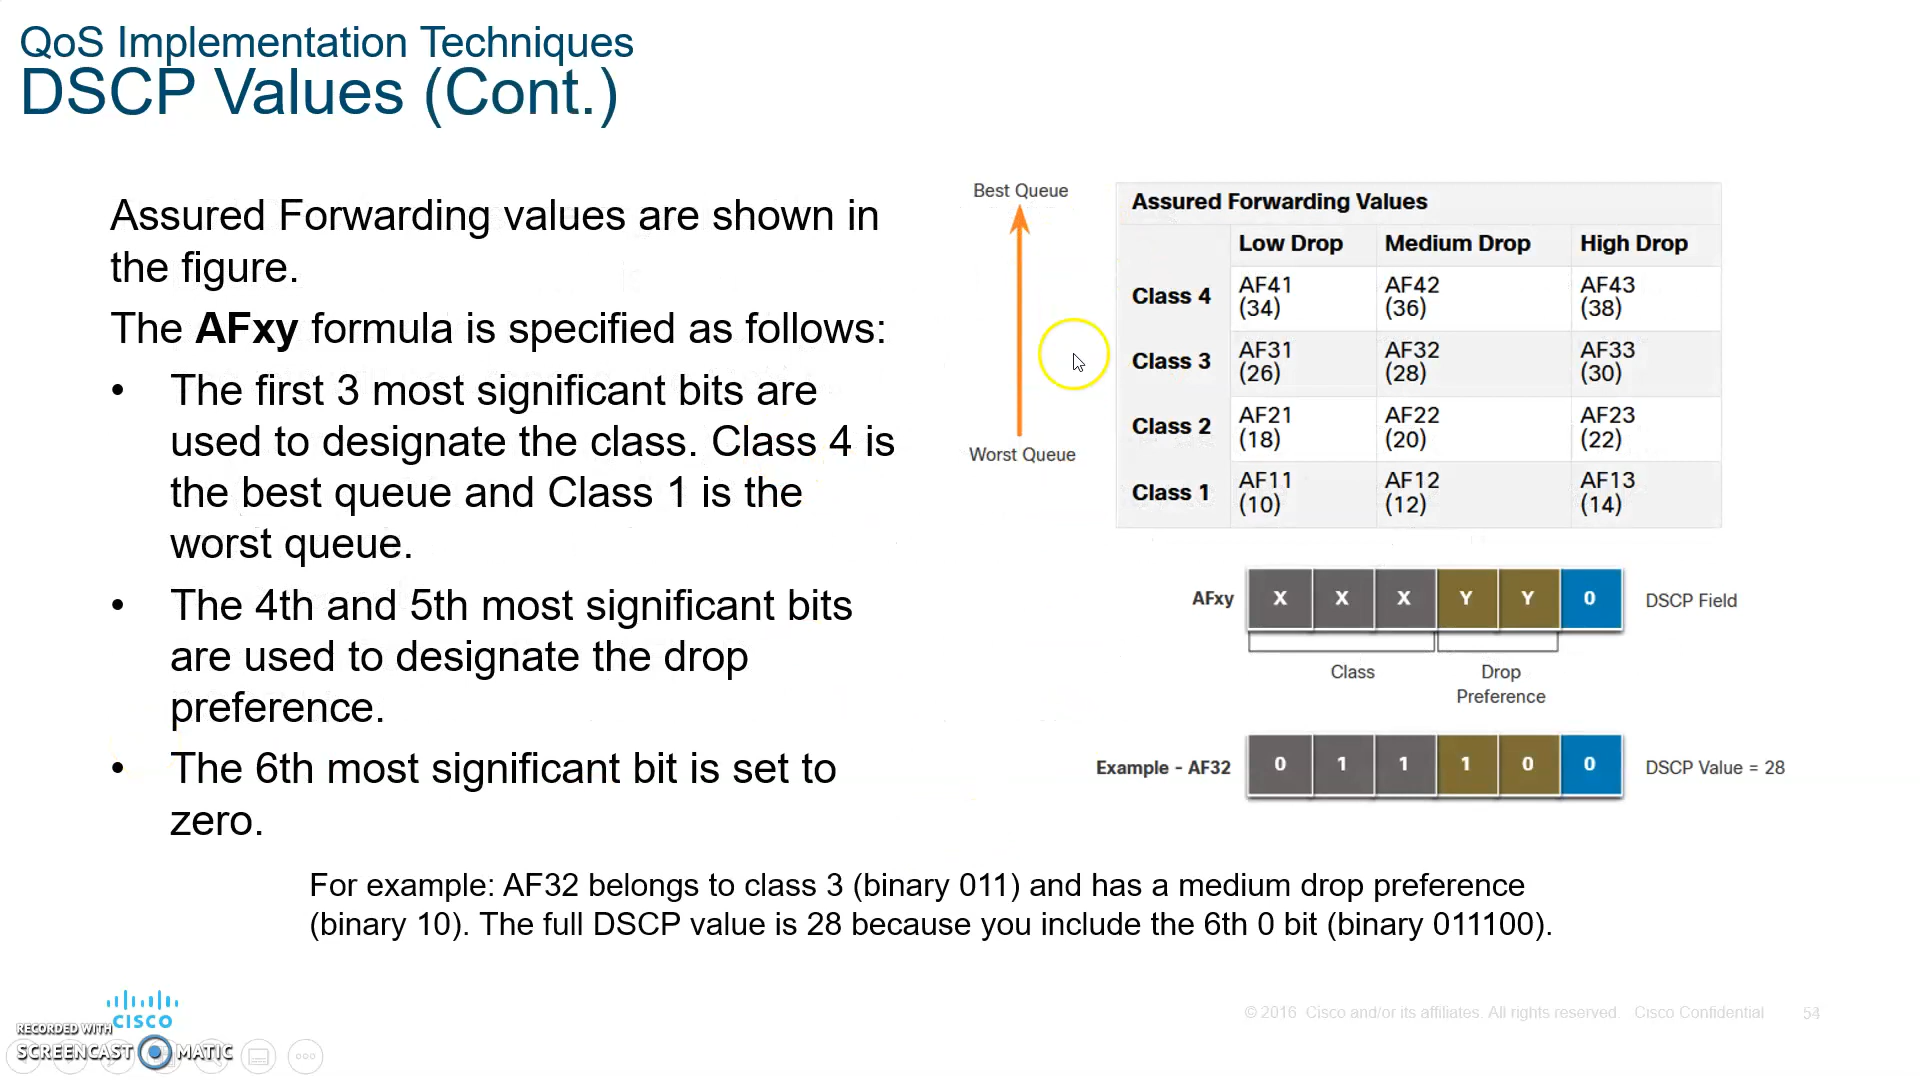 QoS Implementation Techniques
DSCP Values (Cont.)
Assured Forwarding values are shown in
the figure.
The AFxy formula is specified as follows:
• The first 3 most significant bits are
used to designate the class. Class 4 is
the best queue and Class 1 is the
worst queue.
• The 4th and 5th most significant bits
are used to designate the drop
preference.
• The 6th most significant bit is set to
zero.
Best Queue
Worst Queue
Assured Forwarding Values
Low Drop Medium Drop High Drop
Class 4 AF41 (34) AF42 (36) AF43 (38)
Class 3 AF31 (26) AF32 (28) AF33 (30)
Class 2 AF21 (18) AF22 (20) AF23 (22)
Class 1 AF11 (10) AF12 (12) AF13 (14)
AFxy X X X Y Y 0 DSCP Field
Class Drop
Preference
Example - AF32 0 1 1 1 0 0 DSCP Value = 28
For example: AF32 belongs to class 3 (binary 011) and has a medium drop preference
(binary 10). The full DSCP value is 28 because you include the 6th 0 bit (binary 011100).
CISCO
RECORDED WITH
SCREENCAST MATIC
© 2016 Cisco and/or its affiliates. All rights reserved. Cisco Confidential 54